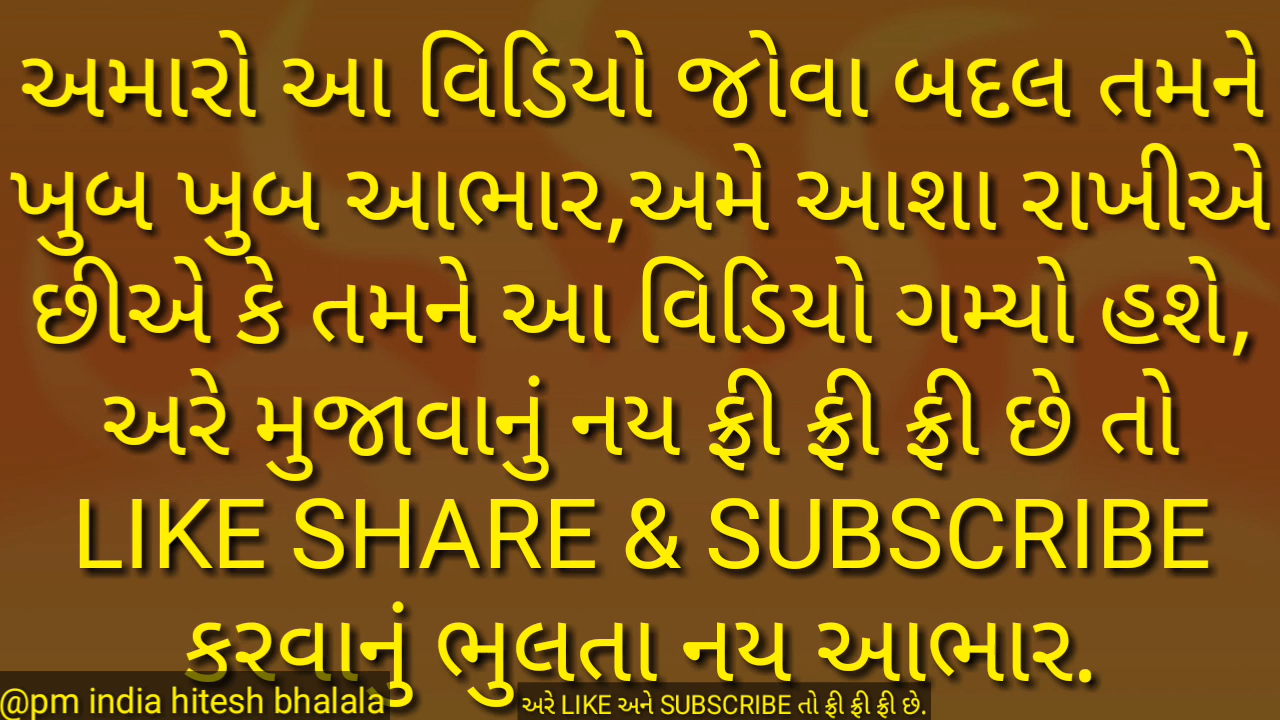 અમારો આ વિડિયો જોવા બદલ તમને
ખુબ ખુબ આભાર,અમે આશા રાખીએ
છીએ કે તમને આ વિડિયો ગમ્યો હશે,
અરે મુજાવાનું નય ફ્રી ફ્રી ફ્રી છે તો
LIKE SHARE & SUBSCRIBE
કરવાનું ભુલતા નય આભાર.
@pm india hitesh bhalala
અરે LIKE અને SUBSCRIBE તો ફ્રી ફ્રી ફ્રી છે.